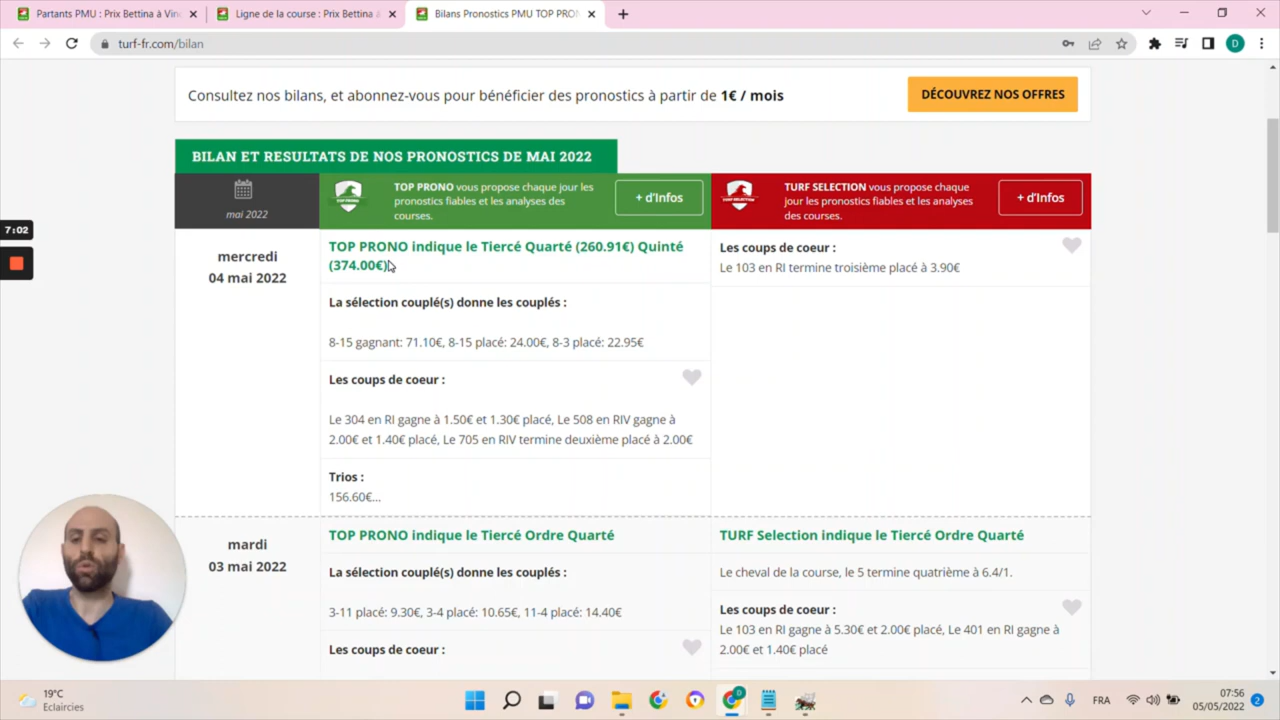 Partants PMU : Prix Bettina à Vinc
Ligne de la course : Prix Bettina à
Bilans Pronostics PMU TOP PRON
turf-fr.com/bilan
D
Consultez nos bilans, et abonnez-vous pour bénéficier des pronostics à partir de 1€ / mois
DÉCOUVREZ NOS OFFRES
BILAN ET RESULTATS DE NOS PRONOSTICS DE MAI 2022
mai 2022
TOP PRONO vous propose chaque jour les
pronostics fiables et les analyses des
courses.
+ d'Infos
TURF SELECTION vous propose chaque
jour les pronostics fiables et les analyses
des courses.
+ d'Infos
7:02
mercredi
04 mai 2022
TOP PRONO indique le Tiercé Quarté (260.91€) Quinté
(374.00€)
La sélection couplé(s) donne les couplés :
8-15 gagnant: 71.10€, 8-15 placé: 24.00€, 8-3 placé: 22.95€
Les coups de coeur :
Le 304 en RI gagne à 1.50€ et 1.30€ placé, Le 508 en RIV gagne à
2.00€ et 1.40€ placé, Le 705 en RIV termine deuxième placé à 2.00€
Trios :
156.60€...
Les coups de coeur :
Le 103 en RI termine troisième placé à 3.90€
mardi
03 mai 2022
TOP PRONO indique le Tiercé Ordre Quarté
La sélection couplé(s) donne les couplés :
3-11 placé: 9.30€, 3-4 placé: 10.65€, 11-4 placé: 14.40€
Les coups de coeur :
TURF Selection indique le Tiercé Ordre Quarté
Le cheval de la course, le 5 termine quatrième à 6.4/1.
Les coups de coeur :
Le 103 en RI gagne à 5.30€ et 2.00€ placé, Le 401 en RI gagne à
2.00€ et 1.40€ placé
19°C
Eclaircies
FRA
07:56
05/05/2022
2